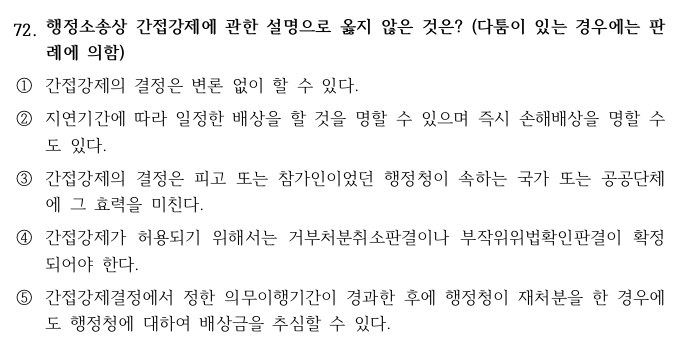 72. 행정소송상 간접강제에 관한 설명으로 옳지 않은 것은? (다툼이 있는 경우에는 판
례에 의함)
① 간접강제의 결정은 변론 없이 할 수 있다.
② 지연기간에 따라 일정한 배상을 할 것을 명할 수 있으며 즉시 손해배상을 명할 수
도 있다.
③ 간접강제의 결정은 피고 또는 참가인이었던 행정청이 속하는 국가 또는 공공단체
에 그 효력을 미친다.
④ 간접강제가 허용되기 위해서는 거부처분취소판결이나 부작위위법확인판결이 확정
되어야 한다.
⑤ 간접강제결정에서 정한 의무이행기간이 경과한 후에 행정청이 재처분을 한 경우에
도 행정청에 대하여 배상금을 추심할 수 있다.